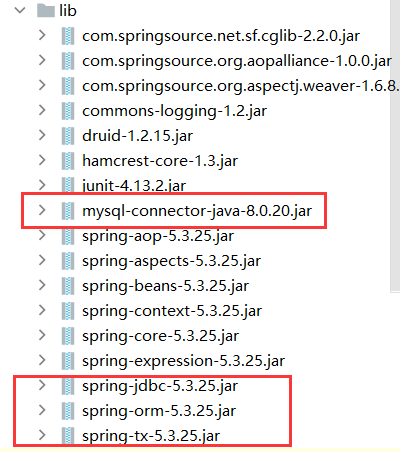 lib
com.springsource.net.sf.cglib-2.2.0.jar
com.springsource.org.aopalliance-1.0.0.jar
com.springsource.org.aspectj.weaver-1.6.8.
commons-logging-1.2.jar
druid-1.2.15.jar
hamcrest-core-1.3.jar
junit-4.13.2.jar
mysql-connector-java-8.0.20.jar
spring-aop-5.3.25.jar
spring-aspects-5.3.25.jar
spring-beans-5.3.25.jar
spring-context-5.3.25.jar
spring-core-5.3.25.jar
spring-expression-5.3.25.jar
spring-jdbc-5.3.25.jar
spring-orm-5.3.25.jar
spring-tx-5.3.25.jar